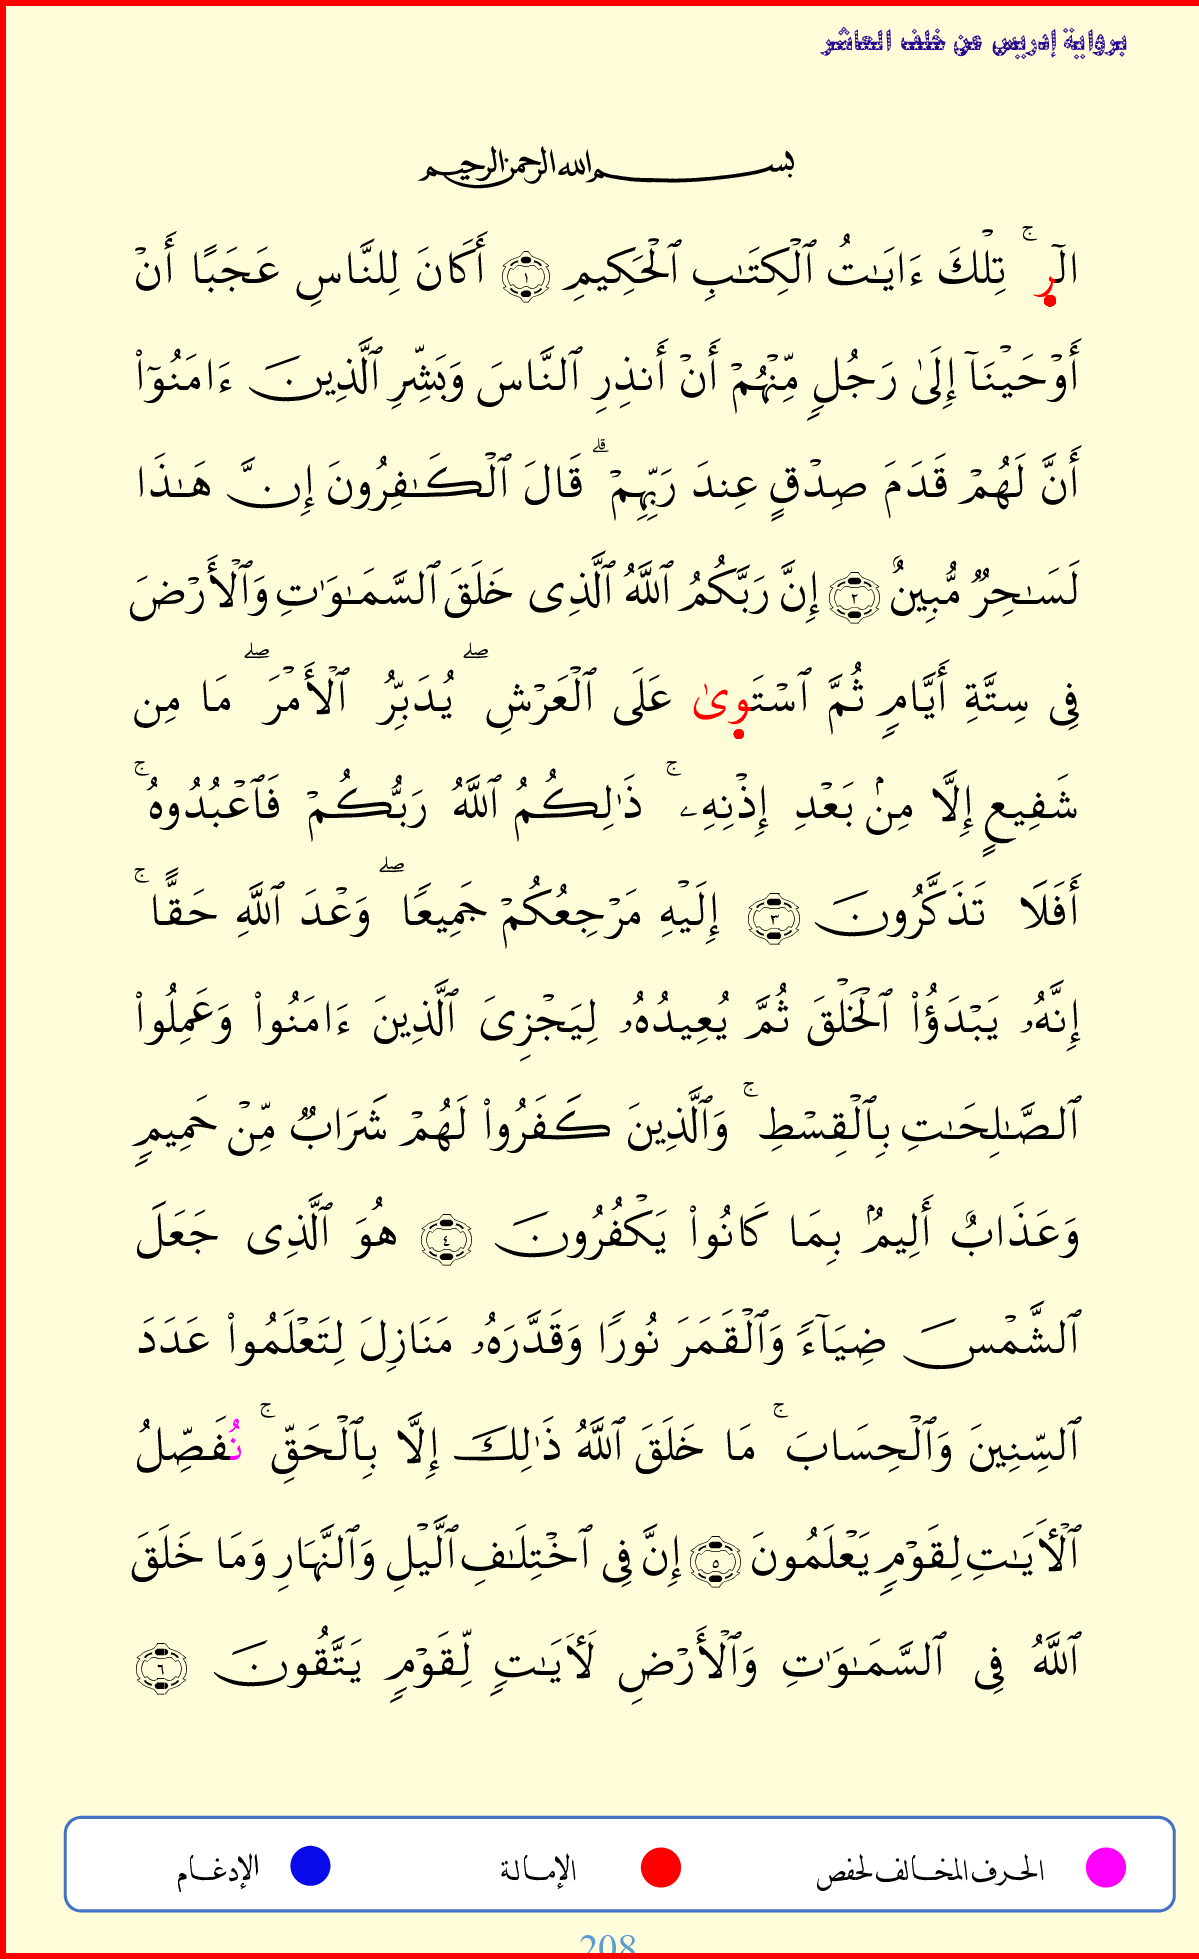 برواية إدريس عن خلف العاشر
بسم الله الرحمن الرحيم
الٓرۚ تِلۡكَ ءَايَـٰتُ ٱلۡكِتَـٰبِ ٱلۡحَكِيمِ ١ أَكَانَ لِلنَّاسِ عَجَبًا أَنۡ
أَوۡحَيۡنَآ إِلَىٰ رَجُلٍ مِّنۡهُمۡ أَنۡ أَنذِرِ ٱلنَّاسَ وَبَشِّرِ ٱلَّذِينَ ءَامَنُوٓاْ
أَنَّ لَهُمۡ قَدَمَ صِدۡقٍ عِندَ رَبِّهِمۡۗ قَالَ ٱلۡكَـٰفِرُونَ إِنَّ هَـٰذَا
لَسَـٰحِرٌ مُّبِينٌ ٢ إِنَّ رَبَّكُمُ ٱللَّهُ ٱلَّذِى خَلَقَ ٱلسَّمَـٰوَٰتِ وَٱلۡأَرۡضَ
فِى سِتَّةِ أَيَّامٍ ثُمَّ ٱسۡتَوِىٰ عَلَى ٱلۡعَرۡشِۖ يُدَبِّرُ ٱلۡأَمۡرَۖ مَا مِن
شَفِيعٍ إِلَّا مِنۢ بَعۡدِ إِذۡنِهِۦۚ ذَٰلِكُمُ ٱللَّهُ رَبُّكُمۡ فَٱعۡبُدُوهُۚ
أَفَلَا تَذَكَّرُونَ ٣ إِلَيۡهِ مَرۡجِعُكُمۡ جَمِيعًاۖ وَعۡدَ ٱللَّهِ حَقًّاۚ
إِنَّهُۥ يَبۡدَؤُاْ ٱلۡخَلۡقَ ثُمَّ يُعِيدُهُۥ لِيَجۡزِىَ ٱلَّذِينَ ءَامَنُواْ وَعَمِلُواْ
ٱلصَّـٰلِحَـٰتِ بِٱلۡقِسۡطِۚ وَٱلَّذِينَ كَفَرُواْ لَهُمۡ شَرَابٌ مِّنۡ حَمِيمٍ
وَعَذَابٌ أَلِيمُۢ بِمَا كَانُواْ يَكۡفُرُونَ ٤ هُوَ ٱلَّذِى جَعَلَ
ٱلشَّمۡسَ ضِيَآءً وَٱلۡقَمَرَ نُورًا وَقَدَّرَهُۥ مَنَازِلَ لِتَعۡلَمُواْ عَدَدَ
ٱلسِّنِينَ وَٱلۡحِسَابَۚ مَا خَلَقَ ٱللَّهُ ذَٰلِكَ إِلَّا بِٱلۡحَقِّۚ نُفَصِّلُ
ٱلۡأٓيَـٰتِ لِقَوۡمٍ يَعۡلَمُونَ ٥ إِنَّ فِى ٱخۡتِلَـٰفِ ٱلَّيۡلِ وَٱلنَّهَارِ وَمَا خَلَقَ
ٱللَّهُ فِى ٱلسَّمَـٰوَٰتِ وَٱلۡأَرۡضِ لَأٓيَـٰتٍ لِّقَوۡمٍ يَتَّقُونَ ٦
الحرف المخالف لحفص الإمالة الإدغام
208